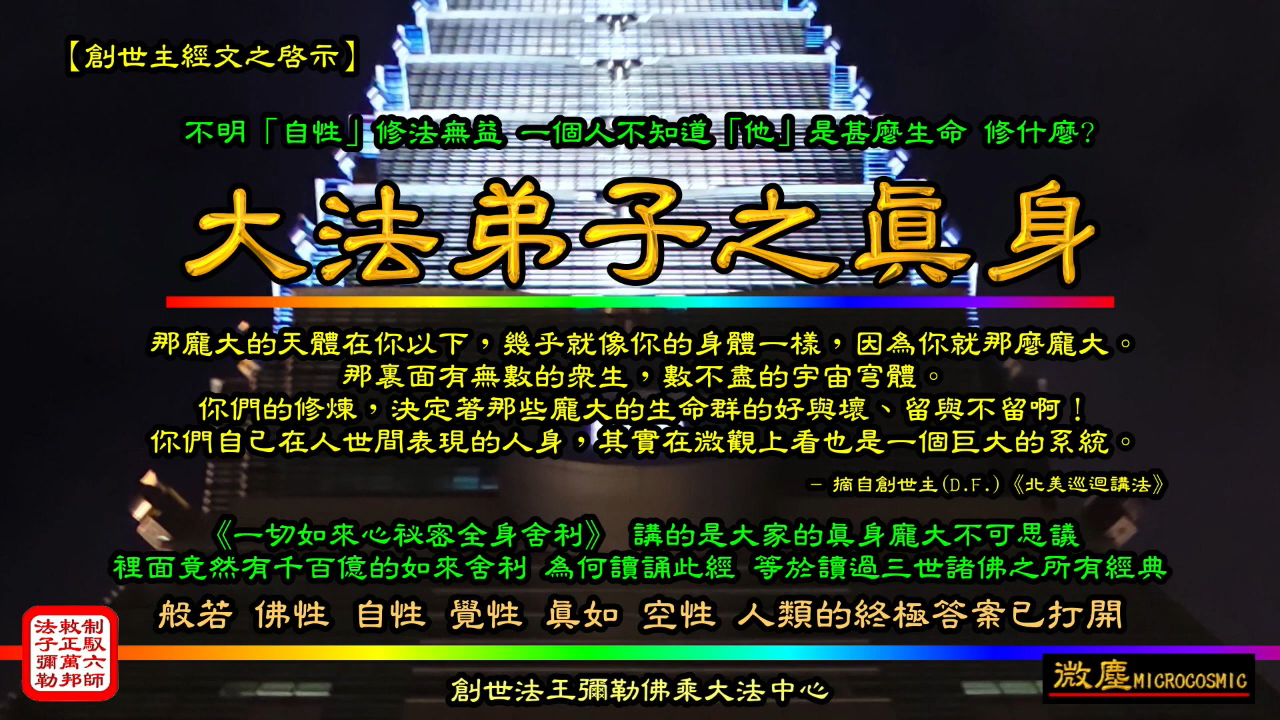 【創世主經文之啓示】
不明「自性」修法無益 一個人不知道「他」是甚麼生命 修什麼?
大法弟子之眞身
那龐大的天體在你以下，幾乎就像你的身體一樣，因為你就那麼龐大。
那裏面有無數的衆生，數不盡的宇宙穹體。
你們的修煉，決定著那些龐大的生命群的好與壞、留與不留啊！
你們自己在人世間表現的人身，其實在微觀上看也是一個巨大的系統。
- 摘自創世主(D.F.)《北美巡迴講法》
《一切如來心祕密全身舍利》 講的是大家的眞身龐大不可思議
裡面竟然有千百億的如來舍利 為何讀誦此經 等於讀過三世諸佛之所有經典
般若 佛性 自性 覺性 眞如 空性 人類的終極答案已打開
制馭六師
敕正萬邦
法子彌勒
創世法王彌勒佛乘大法中心
微塵MICROCOSMIC